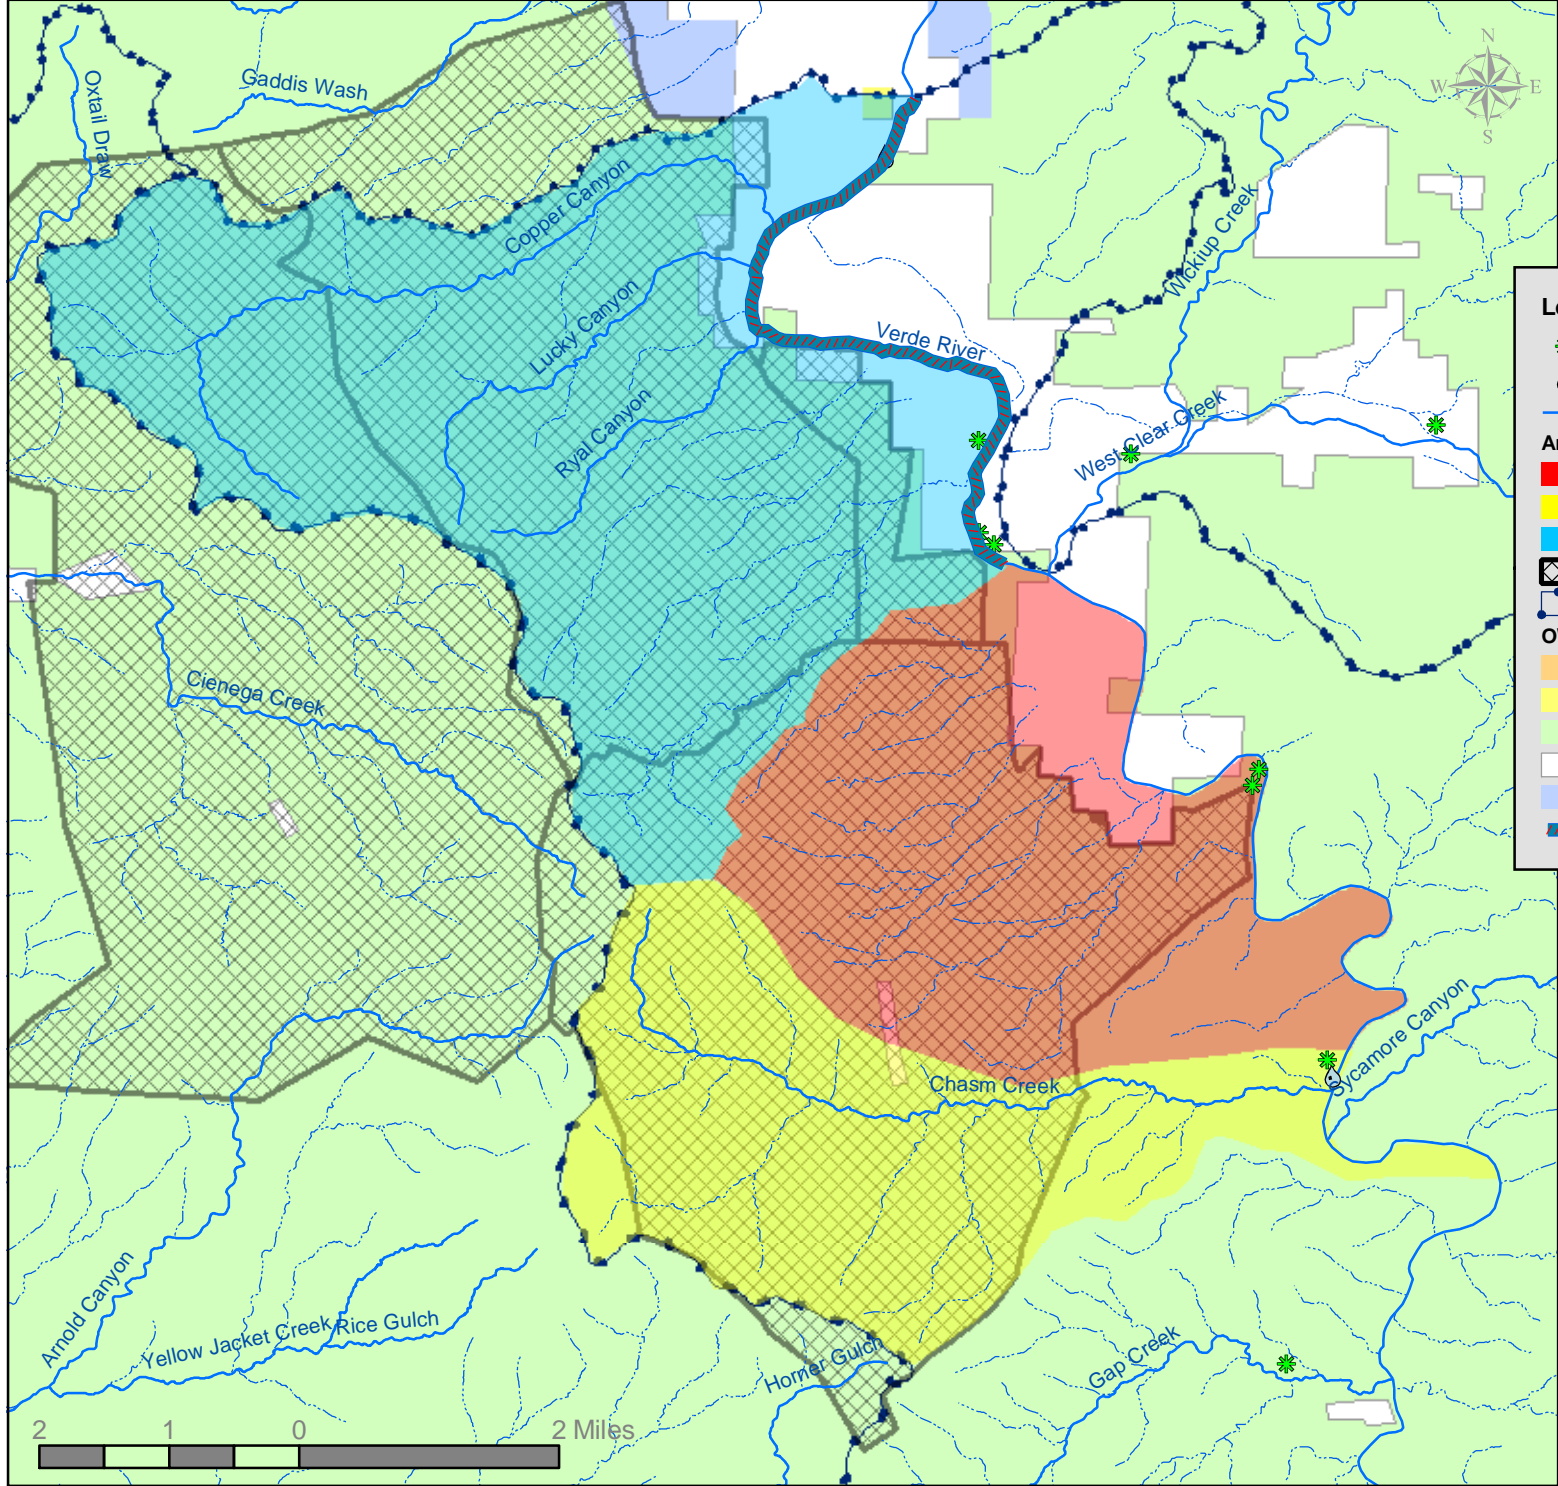 N
W E
S
Gaddis Wash
Oxtail Draw
Copper Canyon
Wickiup Creek
Lucky Canyon
Verde River
Ryal Canyon
West Clear Creek
Cienega Creek
Sycamore Canyon
Chasm Creek
Arnold Canyon
Yellow Jacket Creek
Rice Gulch
Horner Gulch
Gap Creek
2 1 0 2 Miles